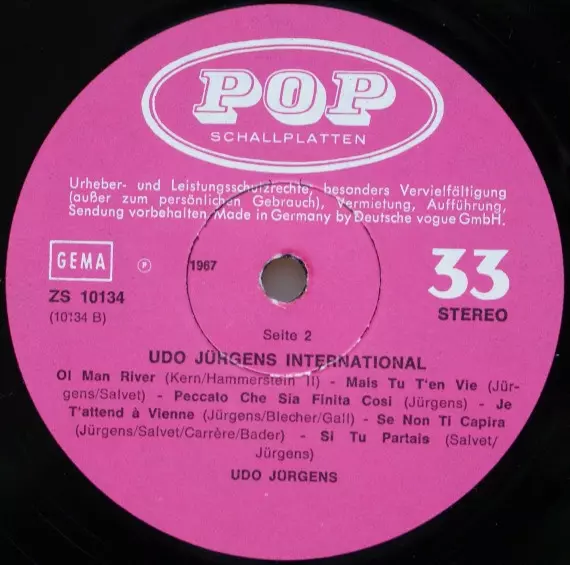 POP
SCHALLPLATTEN
Urheber- und Leistungsschutzrechte, besonders Vervielfältigung
(außer zum persönlichen Gebrauch), Vermietung, Aufführung,
Sendung vorbehalten. Made in Germany by Deutsche vogue GmbH.
GEMA
℗ 1967
33
ZS 10134
STEREO
(10134 B)
Seite 2
UDO JÜRGENS INTERNATIONAL
Ol Man River (Kern/Hammerstein II) - Mais Tu T'en Vie (Jür-
gens/Salvet) - Peccato Che Sia Finita Cosi (Jürgens) - Je
T'attend à Vienne (Jürgens/Blecher/Gall) - Se Non Ti Capira
(Jürgens/Salvet/Carrère/Bader) - Si Tu Partais (Salvet/
Jürgens)
UDO JÜRGENS